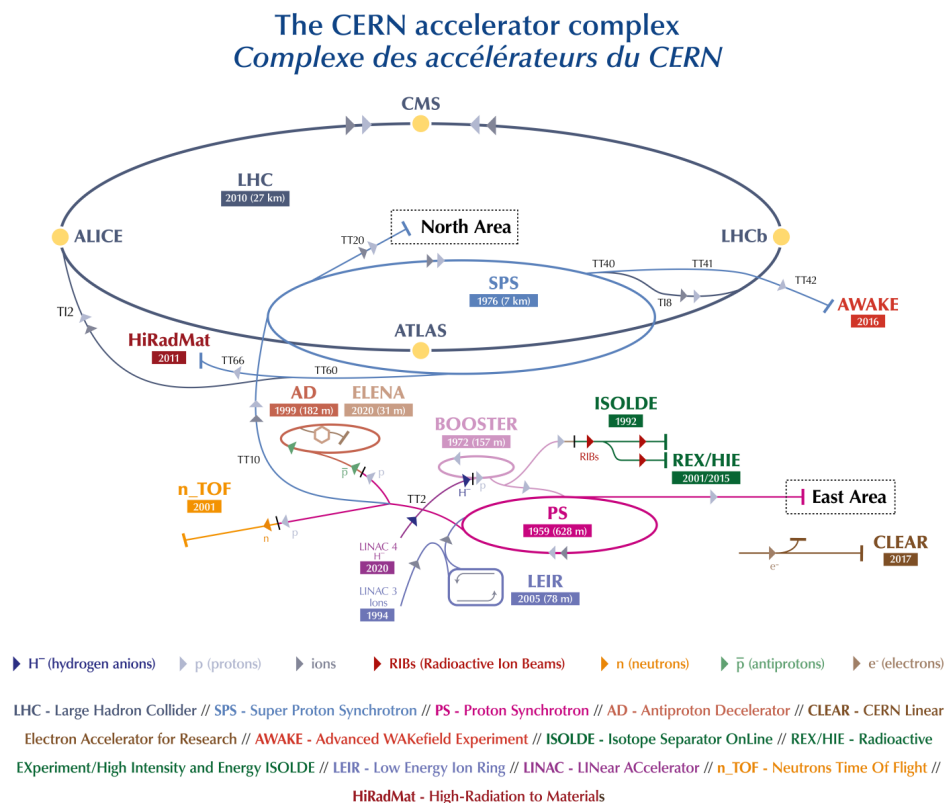 The CERN accelerator complex
Complexe des accélérateurs du CERN
CMS
LHC
2010 (27 km)
North Area
TT20
ALICE
LHCb
TT40
TT41
SPS
1976 (7 km)
TT42
TI8
TI2
AWAKE
2016
ATLAS
HiRadMat
2011
TT66
TT60
AD
1999 (182 m)
ELENA
2020 (31 m)
ISOLDE
1992
BOOSTER
1972 (157 m)
RIBs
REX/HIE
2001/2015
TT10
p
p̅
H⁻
p
p
n_TOF
2001
TT2
East Area
PS
1959 (628 m)
n
p
LINAC 4
H⁻
2020
CLEAR
2017
e⁻
LINAC 3
Ions
1994
LEIR
2005 (78 m)
H⁻ (hydrogen anions)
p (protons)
ions
RIBs (Radioactive Ion Beams)
n (neutrons)
p̅ (antiprotons)
e⁻ (electrons)
LHC - Large Hadron Collider // SPS - Super Proton Synchrotron // PS - Proton Synchrotron // AD - Antiproton Decelerator // CLEAR - CERN Linear
Electron Accelerator for Research // AWAKE - Advanced WAKefield Experiment // ISOLDE - Isotope Separator OnLine // REX/HIE - Radioactive
EXperiment/High Intensity and Energy ISOLDE // LEIR - Low Energy Ion Ring // LINAC - LINear ACcelerator // n_TOF - Neutrons Time Of Flight //
HiRadMat - High-Radiation to Materials